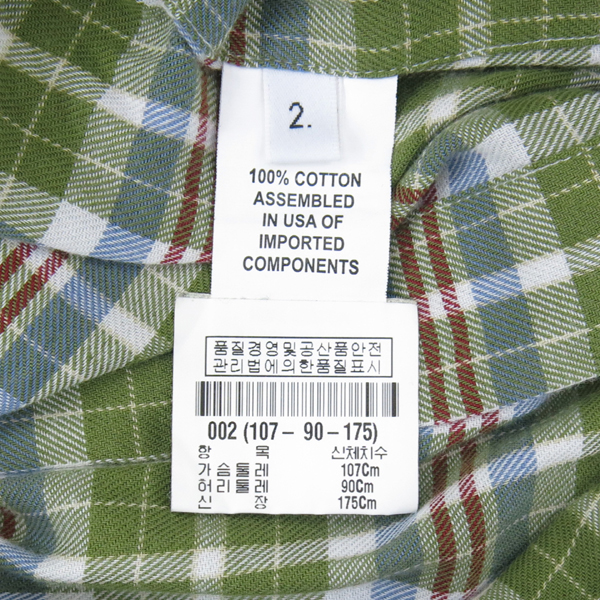 2.
100% COTTON
ASSEMBLED
IN USA OF
IMPORTED
COMPONENTS
품질경영및공산품안전
관리법에의한품질표시
002 (107 – 90 – 175)
항 목 신체치수
가슴둘레 107Cm
허리둘레 90Cm
신 장 175Cm